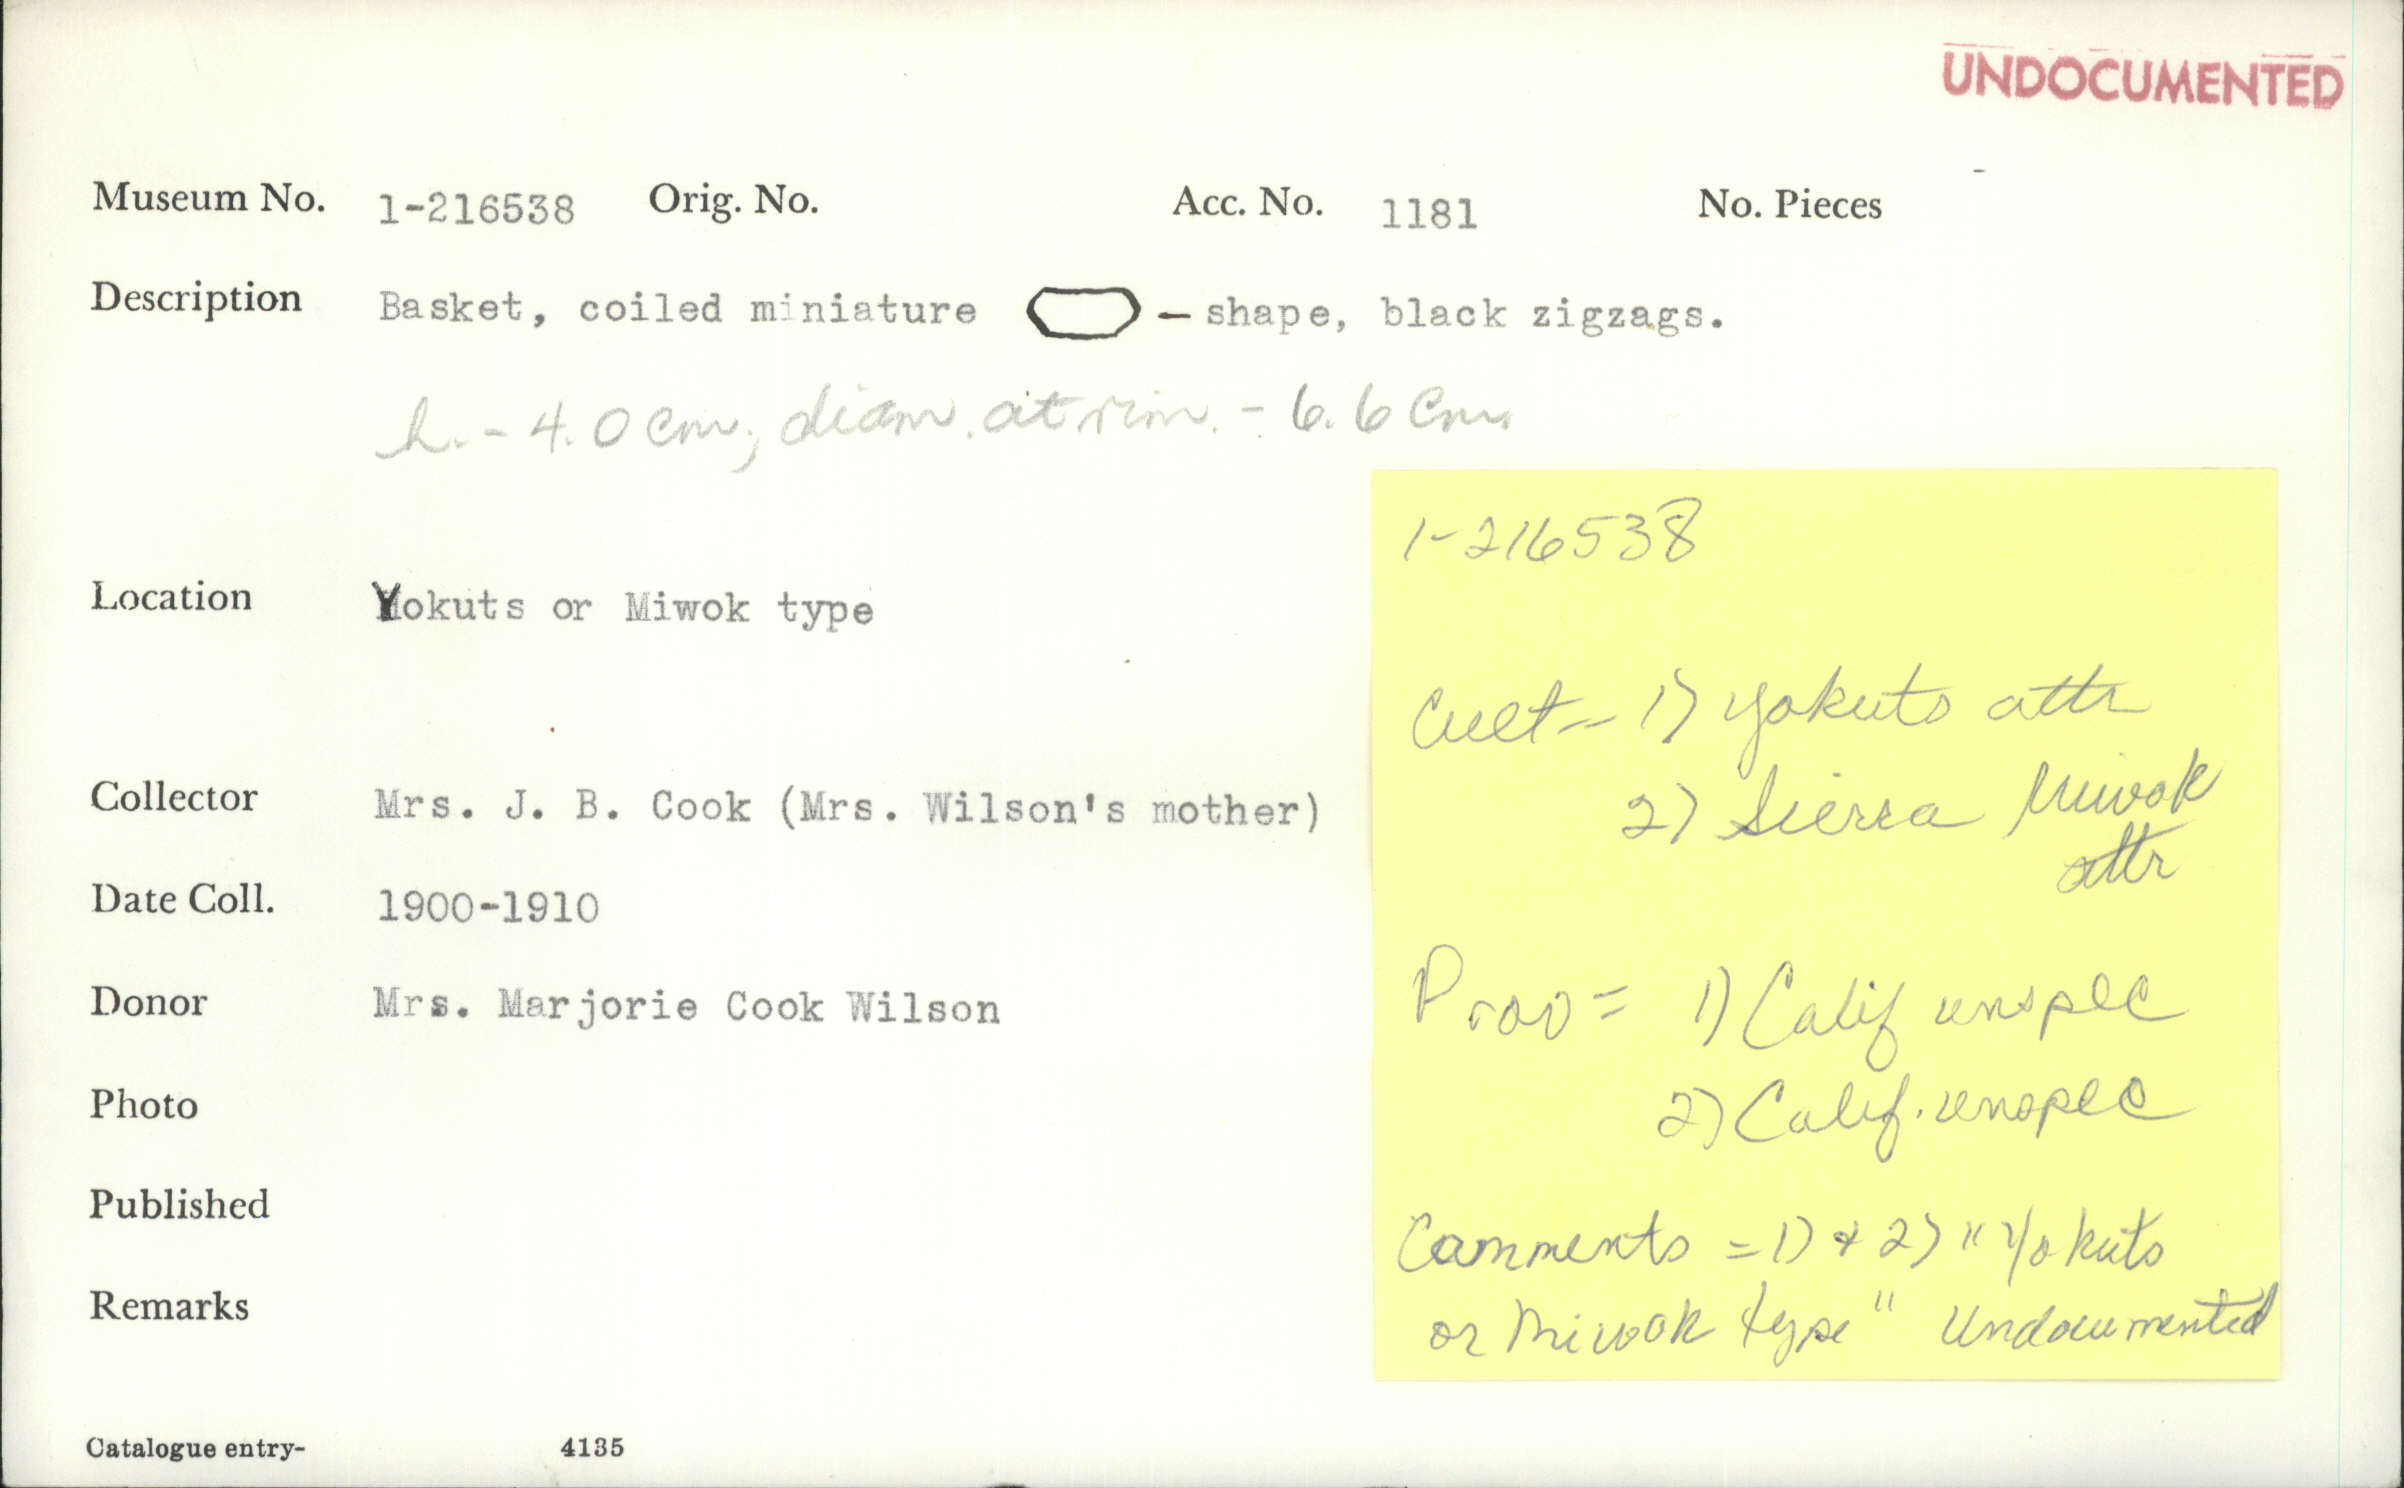 UNDOCUMENTED
Museum No. 1-216538 Orig. No. Acc. No. 1181 No. Pieces
Description Basket, coiled miniature - shape, black zigzags.
h. - 4.0 cm; diam. at rim. - 6.6 cm.
Location Yokuts or Miwok type
Collector Mrs. J. B. Cook (Mrs. Wilson's mother)
Date Coll. 1900-1910
Donor Mrs. Marjorie Cook Wilson
Photo
Published
Remarks
Catalogue entry- 4135
1-216538
Cult = 1) Yokuts attr
2) Sierra Miwok
attr
Prov = 1) Calif unspec
2) Calif. unspec
Comments = 1) + 2) "Yokuts
or Miwok type" Undocumented